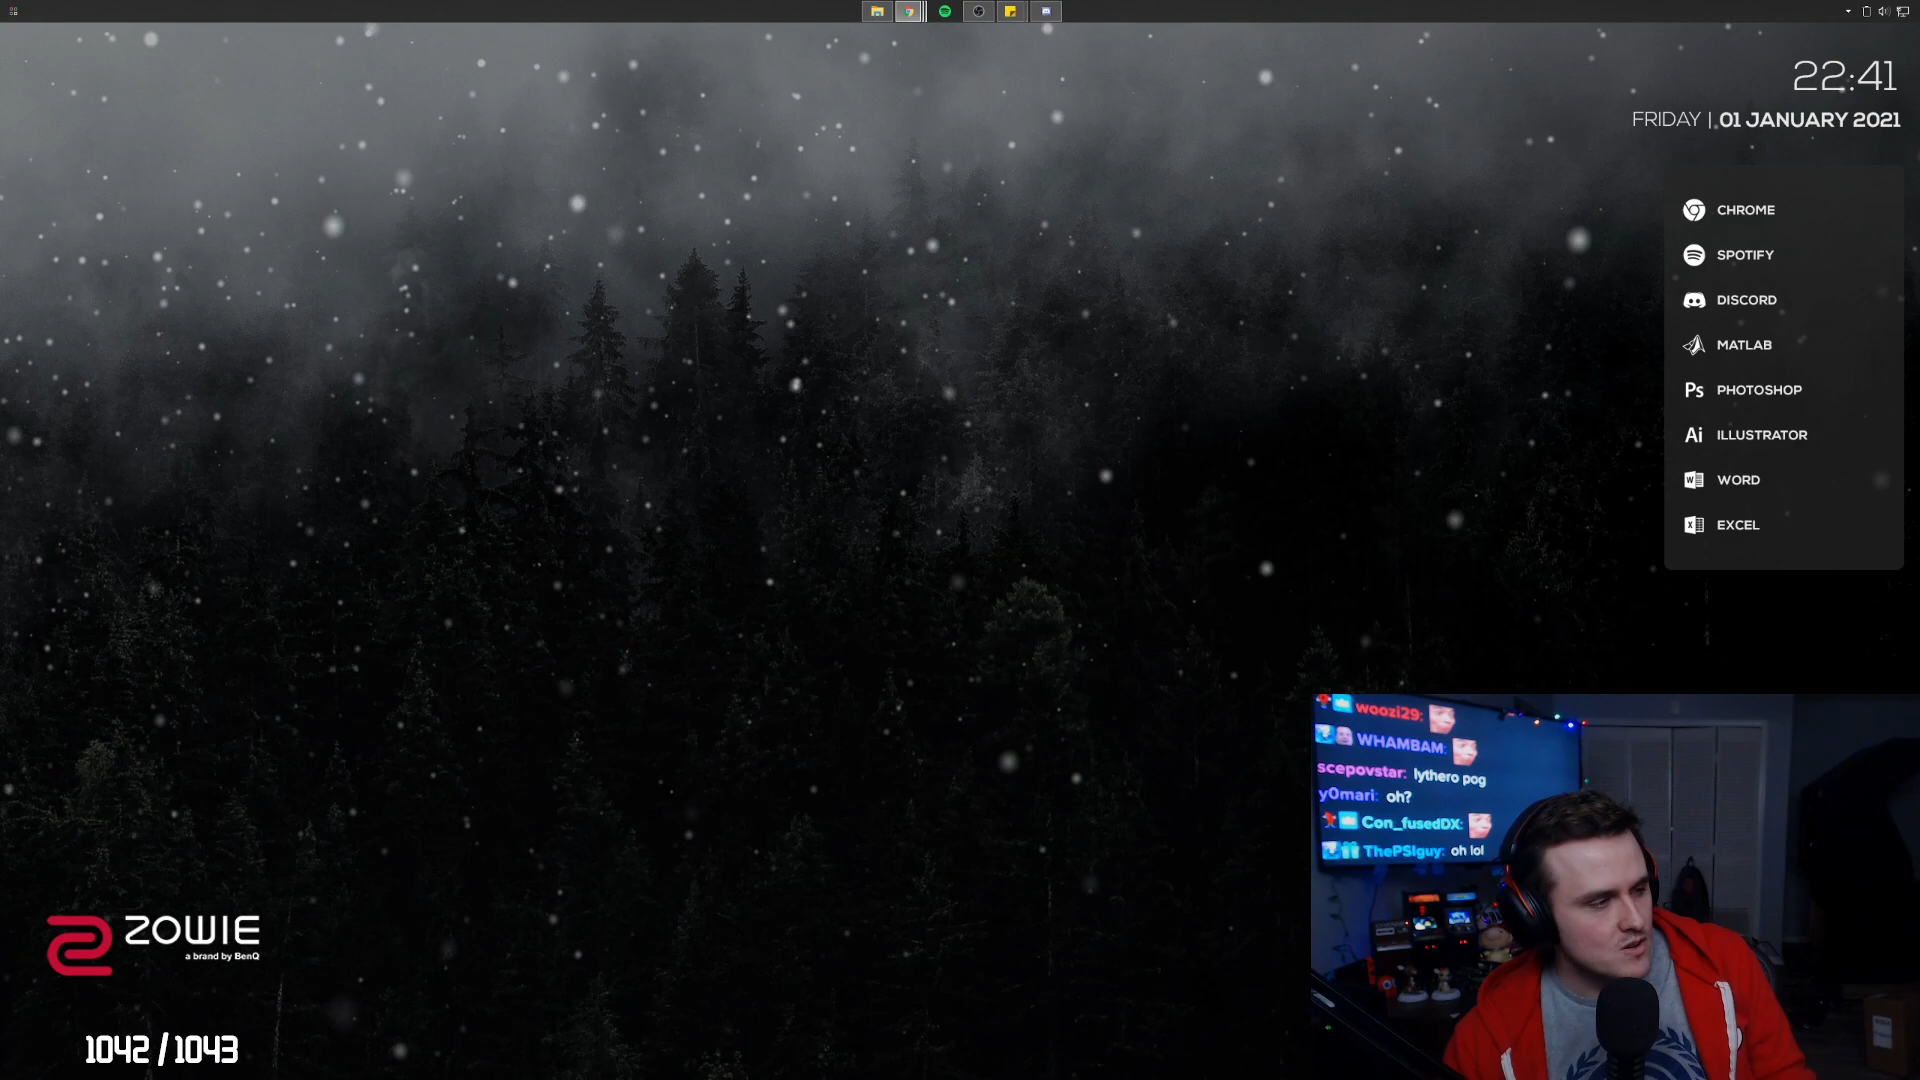 22:41
FRIDAY | 01 JANUARY 2021
CHROME
SPOTIFY
DISCORD
MATLAB
Ps PHOTOSHOP
Ai ILLUSTRATOR
WORD
EXCEL
woozi29:
WHAMBAM:
scepovstar: lythero pog
y0mari: oh?
Con_fusedDX:
ThePSIguy: oh lol
ZOWIE
a brand by BenQ
1042 / 1043